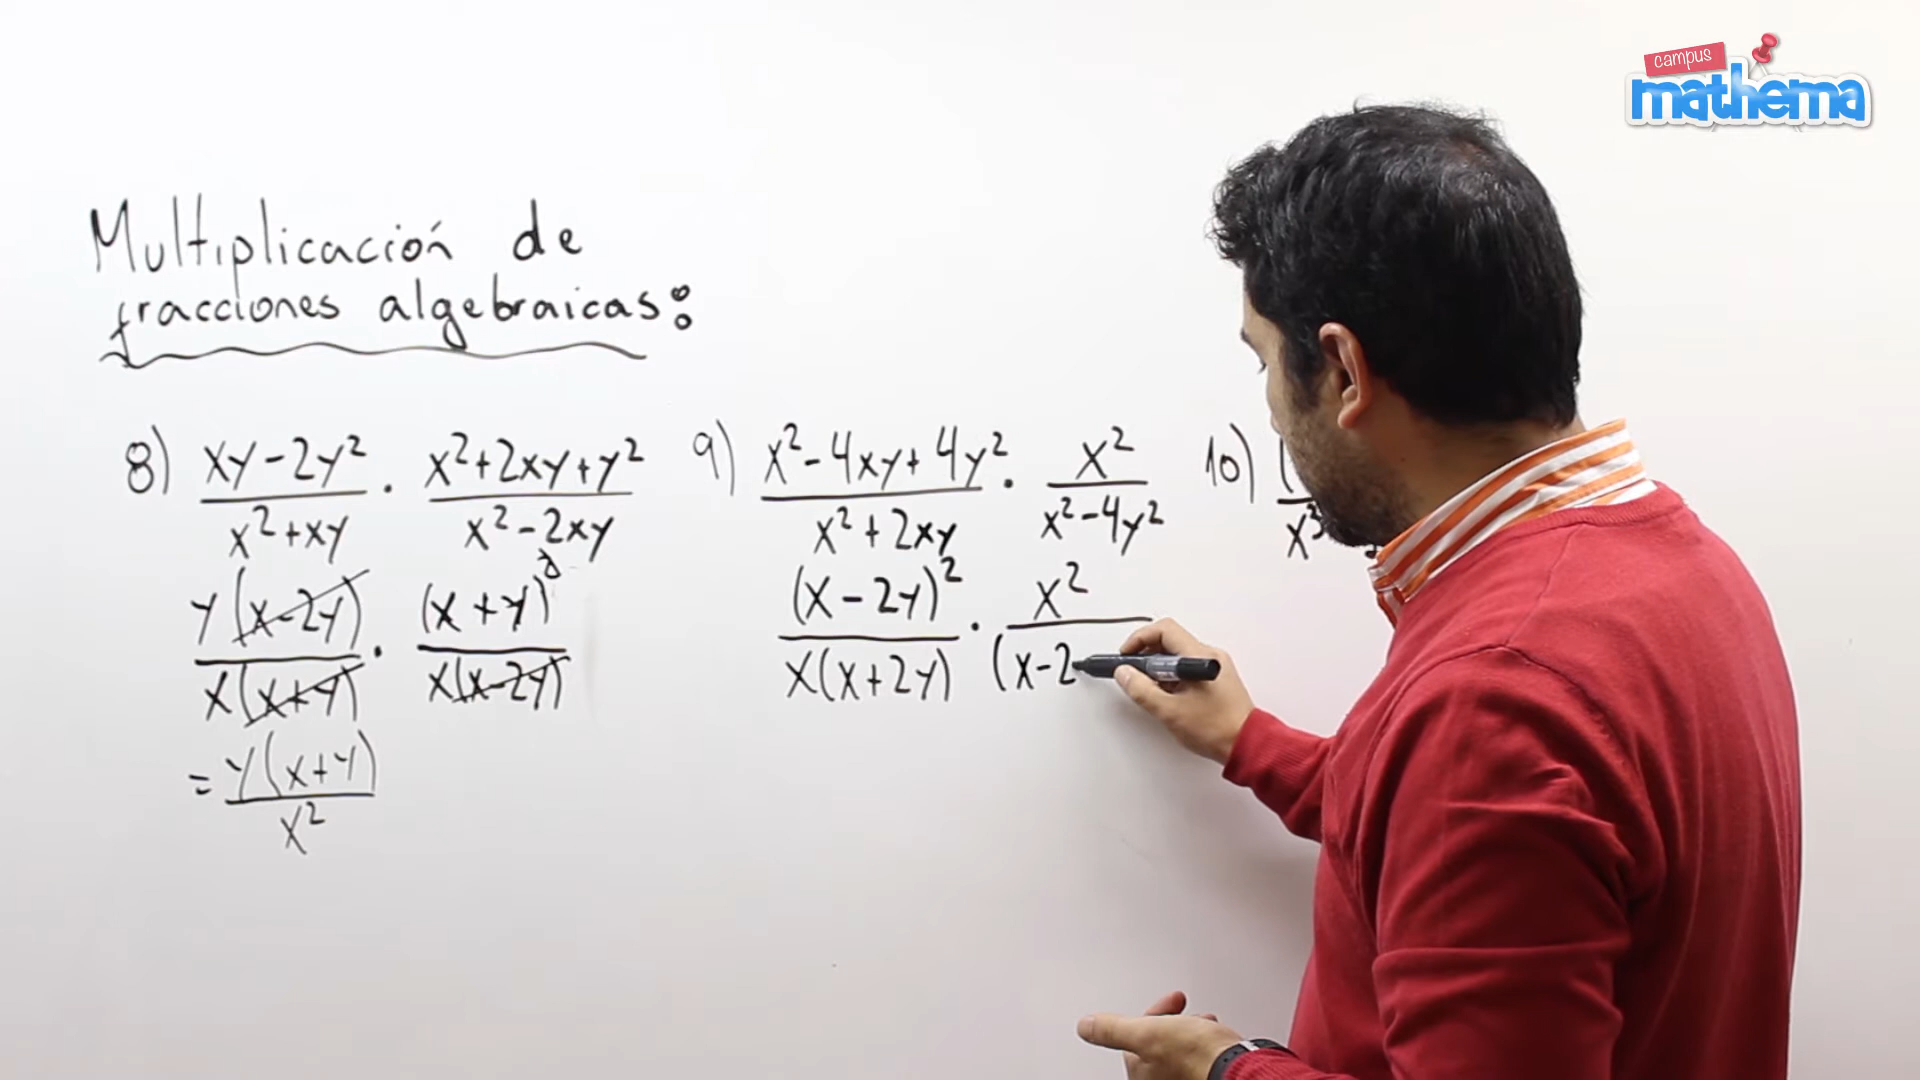 campus
mathema
Multiplicación de
fracciones algebraicas:
8) xy-2y²/x²+xy · x²+2xy+y²/x²-2xy
y(x-2y)/x(x+y) · (x+y)²/x(x-2y)
= y(x+y)/x²
9) x²-4xy+4y²/x²+2xy · x²/x²-4y²
(x-2y)²/x(x+2y) · x²/(x-2
10) (/x³